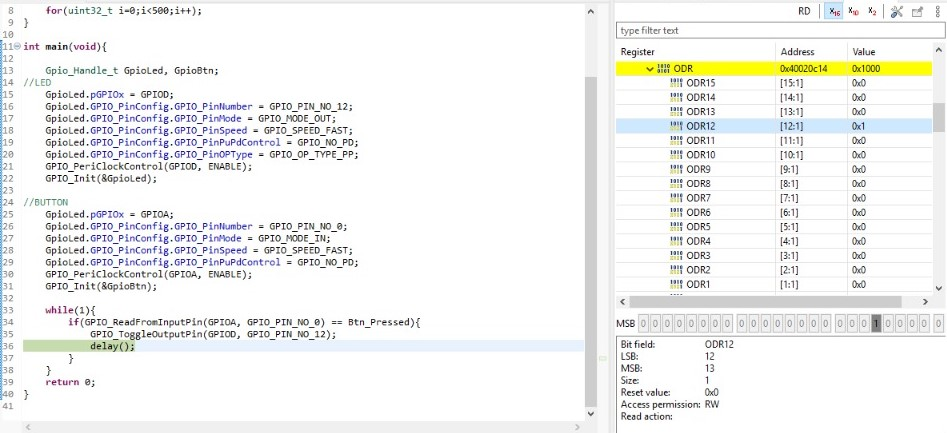 8 for(uint32_t i=0;i<500;i++);
9 }
10
11 int main(void){
12
13 Gpio_Handle_t GpioLed, GpioBtn;
14 //LED
15 GpioLed.pGPIOx = GPIOD;
16 GpioLed.GPIO_PinConfig.GPIO_PinNumber = GPIO_PIN_NO_12;
17 GpioLed.GPIO_PinConfig.GPIO_PinMode = GPIO_MODE_OUT;
18 GpioLed.GPIO_PinConfig.GPIO_PinSpeed = GPIO_SPEED_FAST;
19 GpioLed.GPIO_PinConfig.GPIO_PinPuPdControl = GPIO_NO_PD;
20 GpioLed.GPIO_PinConfig.GPIO_PinOPType = GPIO_OP_TYPE_PP;
21 GPIO_PeriClockControl(GPIOD, ENABLE);
22 GPIO_Init(&GpioLed);
23
24 //BUTTON
25 GpioLed.pGPIOx = GPIOA;
26 GpioLed.GPIO_PinConfig.GPIO_PinNumber = GPIO_PIN_NO_0;
27 GpioLed.GPIO_PinConfig.GPIO_PinMode = GPIO_MODE_IN;
28 GpioLed.GPIO_PinConfig.GPIO_PinSpeed = GPIO_SPEED_FAST;
29 GpioLed.GPIO_PinConfig.GPIO_PinPuPdControl = GPIO_NO_PD;
30 GPIO_PeriClockControl(GPIOA, ENABLE);
31 GPIO_Init(&GpioBtn);
32
33 while(1){
34 if(GPIO_ReadFromInputPin(GPIOA, GPIO_PIN_NO_0) == Btn_Pressed){
35 GPIO_ToggleOutputPin(GPIOD, GPIO_PIN_NO_12);
36 delay();
37 }
38 }
39 return 0;
40 }
41
RD X16 X10 X2
type filter text
Register Address Value
ODR 0x40020c14 0x1000
ODR15 [15:1] 0x0
ODR14 [14:1] 0x0
ODR13 [13:1] 0x0
ODR12 [12:1] 0x1
ODR11 [11:1] 0x0
ODR10 [10:1] 0x0
ODR9 [9:1] 0x0
ODR8 [8:1] 0x0
ODR7 [7:1] 0x0
ODR6 [6:1] 0x0
ODR5 [5:1] 0x0
ODR4 [4:1] 0x0
ODR3 [3:1] 0x0
ODR2 [2:1] 0x0
ODR1 [1:1] 0x0
MSB 0 0 0 0 0 0 0 0 0 0 0 0 0 0 0 0 0 0 0 1 0 0 0 0
Bit field: ODR12
LSB: 12
MSB: 13
Size: 1
Reset value: 0x0
Access permission: RW
Read action: